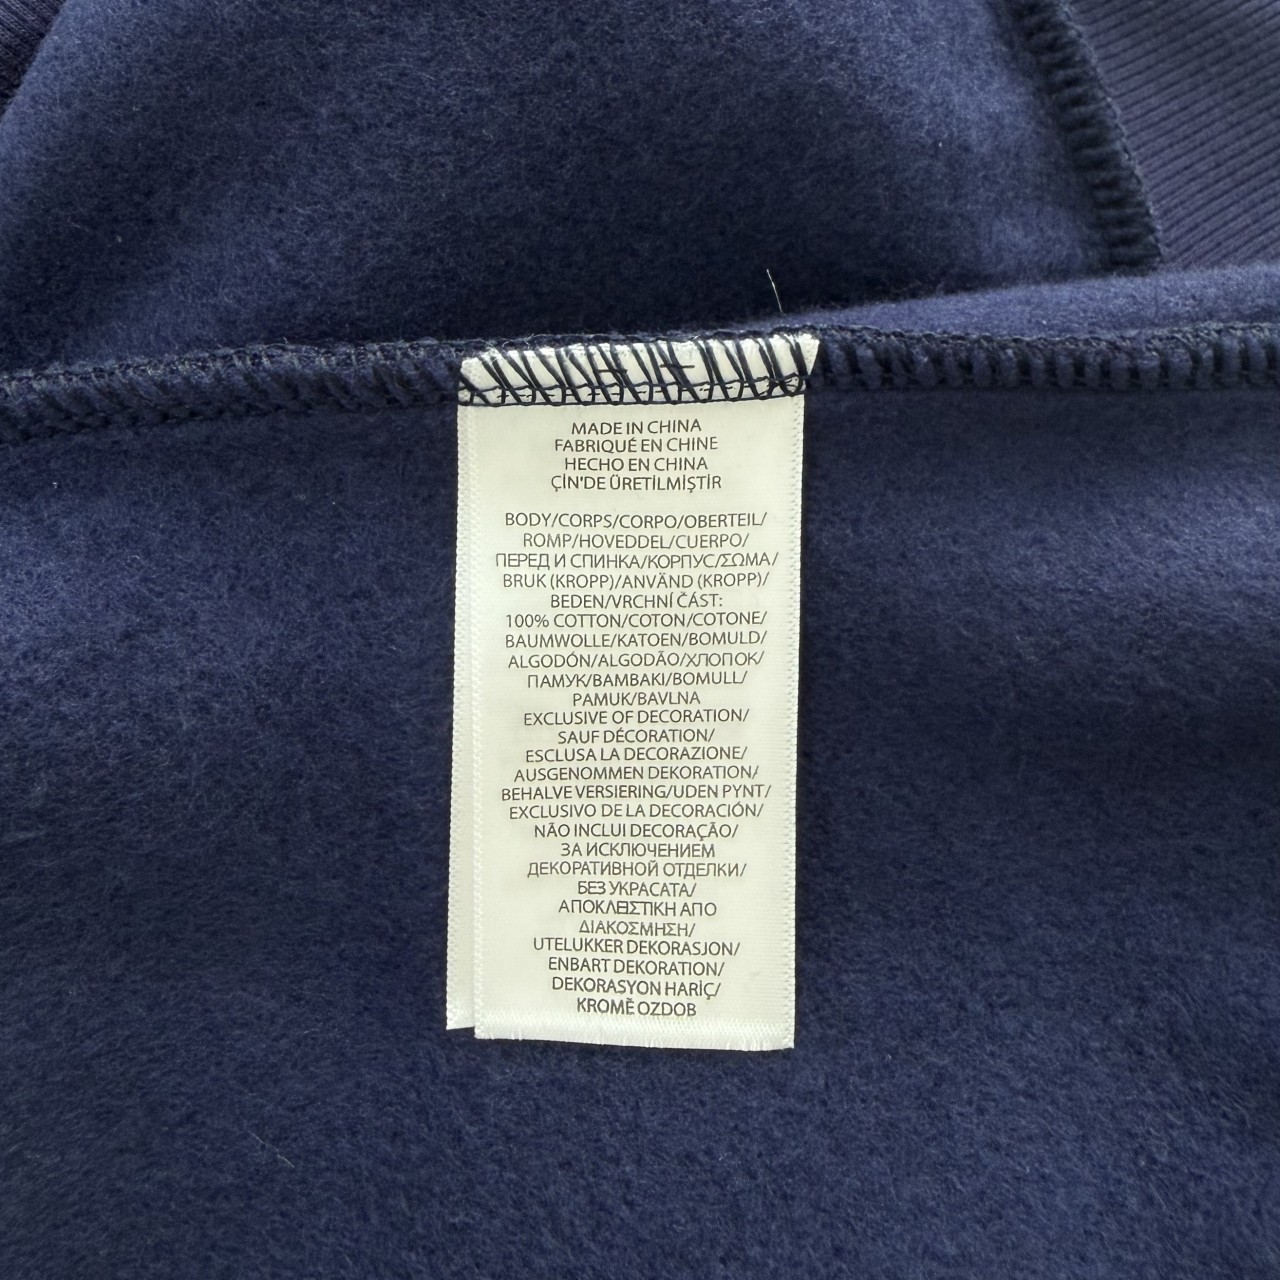 MADE IN CHINA
FABRIQUÉ EN CHINE
HECHO EN CHINA
ÇİN'DE ÜRETİLMİŞTİR
BODY/CORPS/CORPO/OBERTEIL/
ROMP/HOVEDDEL/CUERPO/
ПЕРЕД И СПИНКА/КОРПУС/ΣΩΜΑ/
BRUK (KROPP)/ANVÄND (KROPP)/
BEDEN/VRCHNÍ ČÁST:
100% COTTON/COTON/COTONE/
BAUMWOLLE/KATOEN/BOMULD/
ALGODÓN/ALGODÃO/ХЛОПОК/
ПАМУК/BAMBAKI/BOMULL/
PAMUK/BAVLNA
EXCLUSIVE OF DECORATION/
SAUF DÉCORATION/
ESCLUSA LA DECORAZIONE/
AUSGENOMMEN DEKORATION/
BEHALVE VERSIERING/UDEN PYNT/
EXCLUSIVO DE LA DECORACIÓN/
NÃO INCLUI DECORAÇÃO/
ЗА ИСКЛЮЧЕНИЕМ
ДЕКОРАТИВНОЙ ОТДЕЛКИ/
БЕЗ УКРАСАТА/
ΑΠΟΚΛΕΙΣΤΙΚΗ ΑΠΟ
ΔΙΑΚΟΣΜΗΣΗ/
UTELUKKER DEKORASJON/
ENBART DEKORATION/
DEKORASYON HARİÇ/
KROMĚ OZDOB